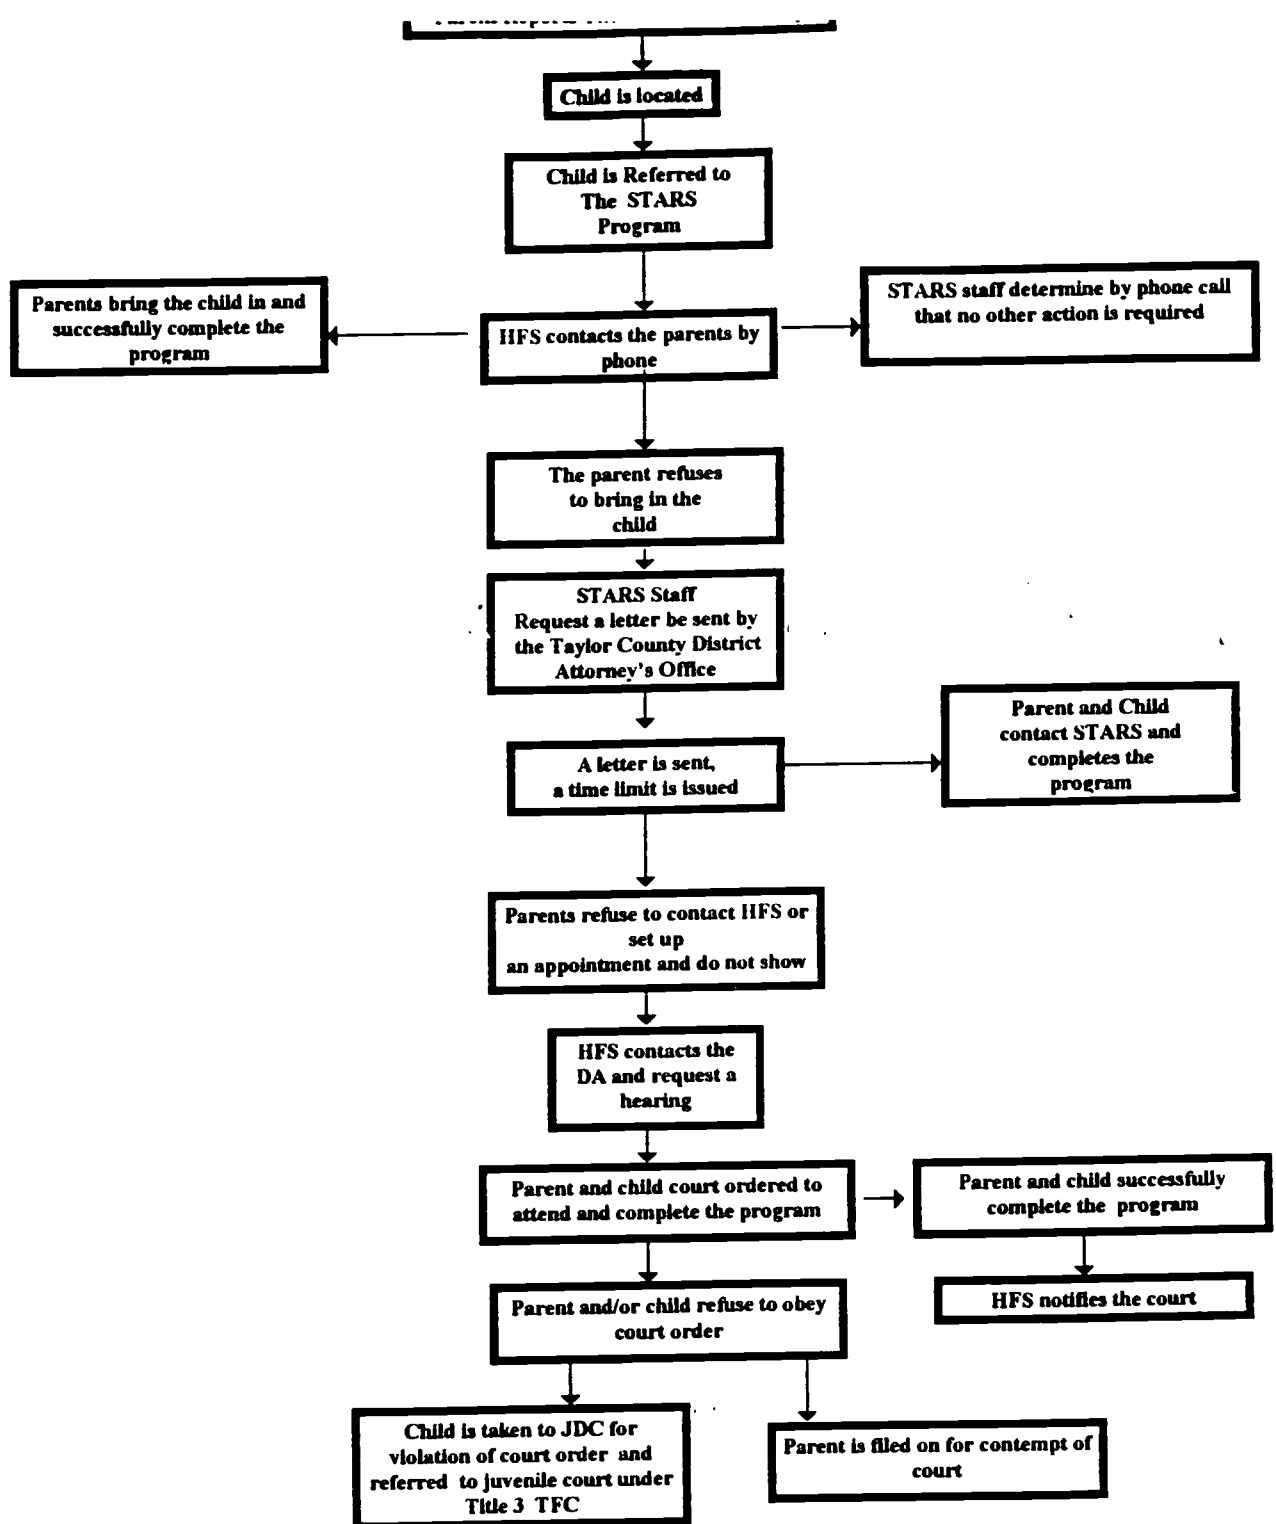 Parent Reports
Child is located
Child is Referred to
The STARS
Program
Parents bring the child in and
successfully complete the
program
HFS contacts the parents by
phone
STARS staff determine by phone call
that no other action is required
The parent refuses
to bring in the
child
STARS Staff
Request a letter be sent by
the Taylor County District
Attorney's Office
A letter is sent,
a time limit is issued
Parent and Child
contact STARS and
completes the
program
Parents refuse to contact HFS or
set up
an appointment and do not show
HFS contacts the
DA and request a
hearing
Parent and child court ordered to
attend and complete the program
Parent and child successfully
complete the program
HFS notifies the court
Parent and/or child refuse to obey
court order
Child is taken to JDC for
violation of court order and
referred to juvenile court under
Title 3 TFC
Parent is filed on for contempt of
court